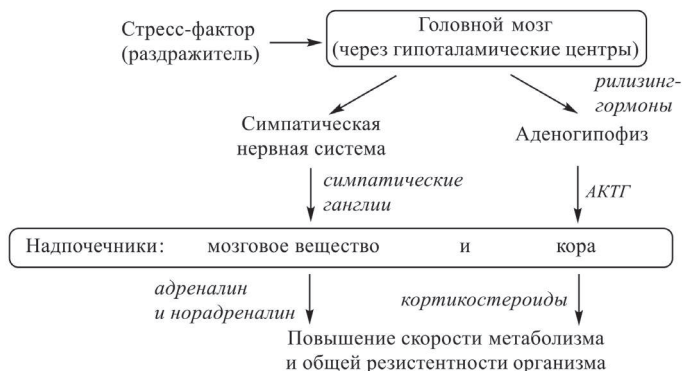 Стресс-фактор
(раздражитель)
Головной мозг
(через гипоталамические центры)
рилизинг-
гормоны
Симпатическая
нервная система
Аденогипофиз
симпатические
ганглии
АКТГ
Надпочечники: мозговое вещество и кора
адреналин
и норадреналин
кортикостероиды
Повышение скорости метаболизма
и общей резистентности организма